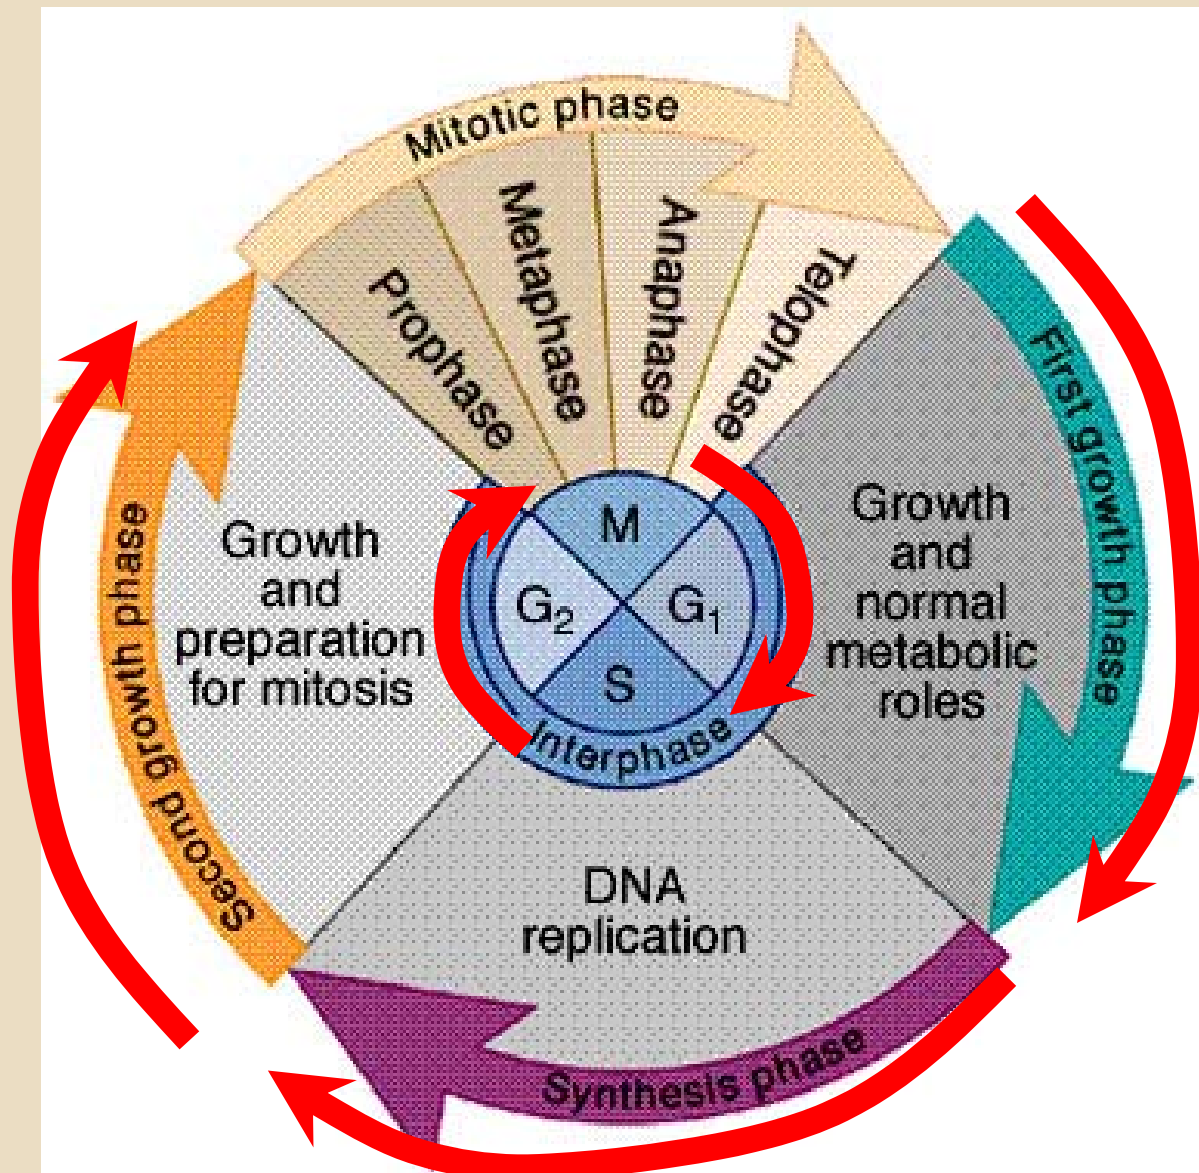 Mitotic phase
Prophase
Metaphase
Anaphase
Telophase
First growth phase
Growth
and
normal
metabolic
roles
M
G₂
G₁
S
Interphase
Growth
and
preparation
for mitosis
Second growth phase
DNA
replication
Synthesis phase